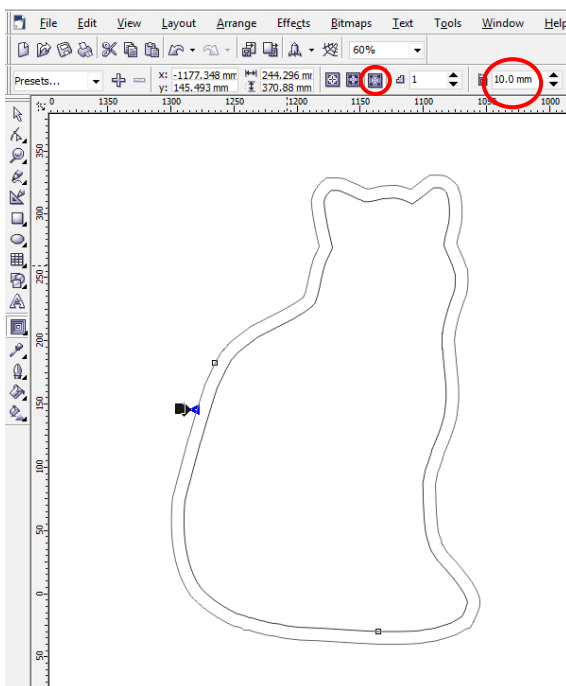 File Edit View Layout Arrange Effects Bitmaps Text Tools Window Help
60%
Presets... x: -1177.348 mm 244.296 mm 1 10.0 mm
y: 145.493 mm 370.88 mm
0 1350 1300 1250 1200 1150 1100 1050 1000
350
300
250
200
150
100
50
0
50